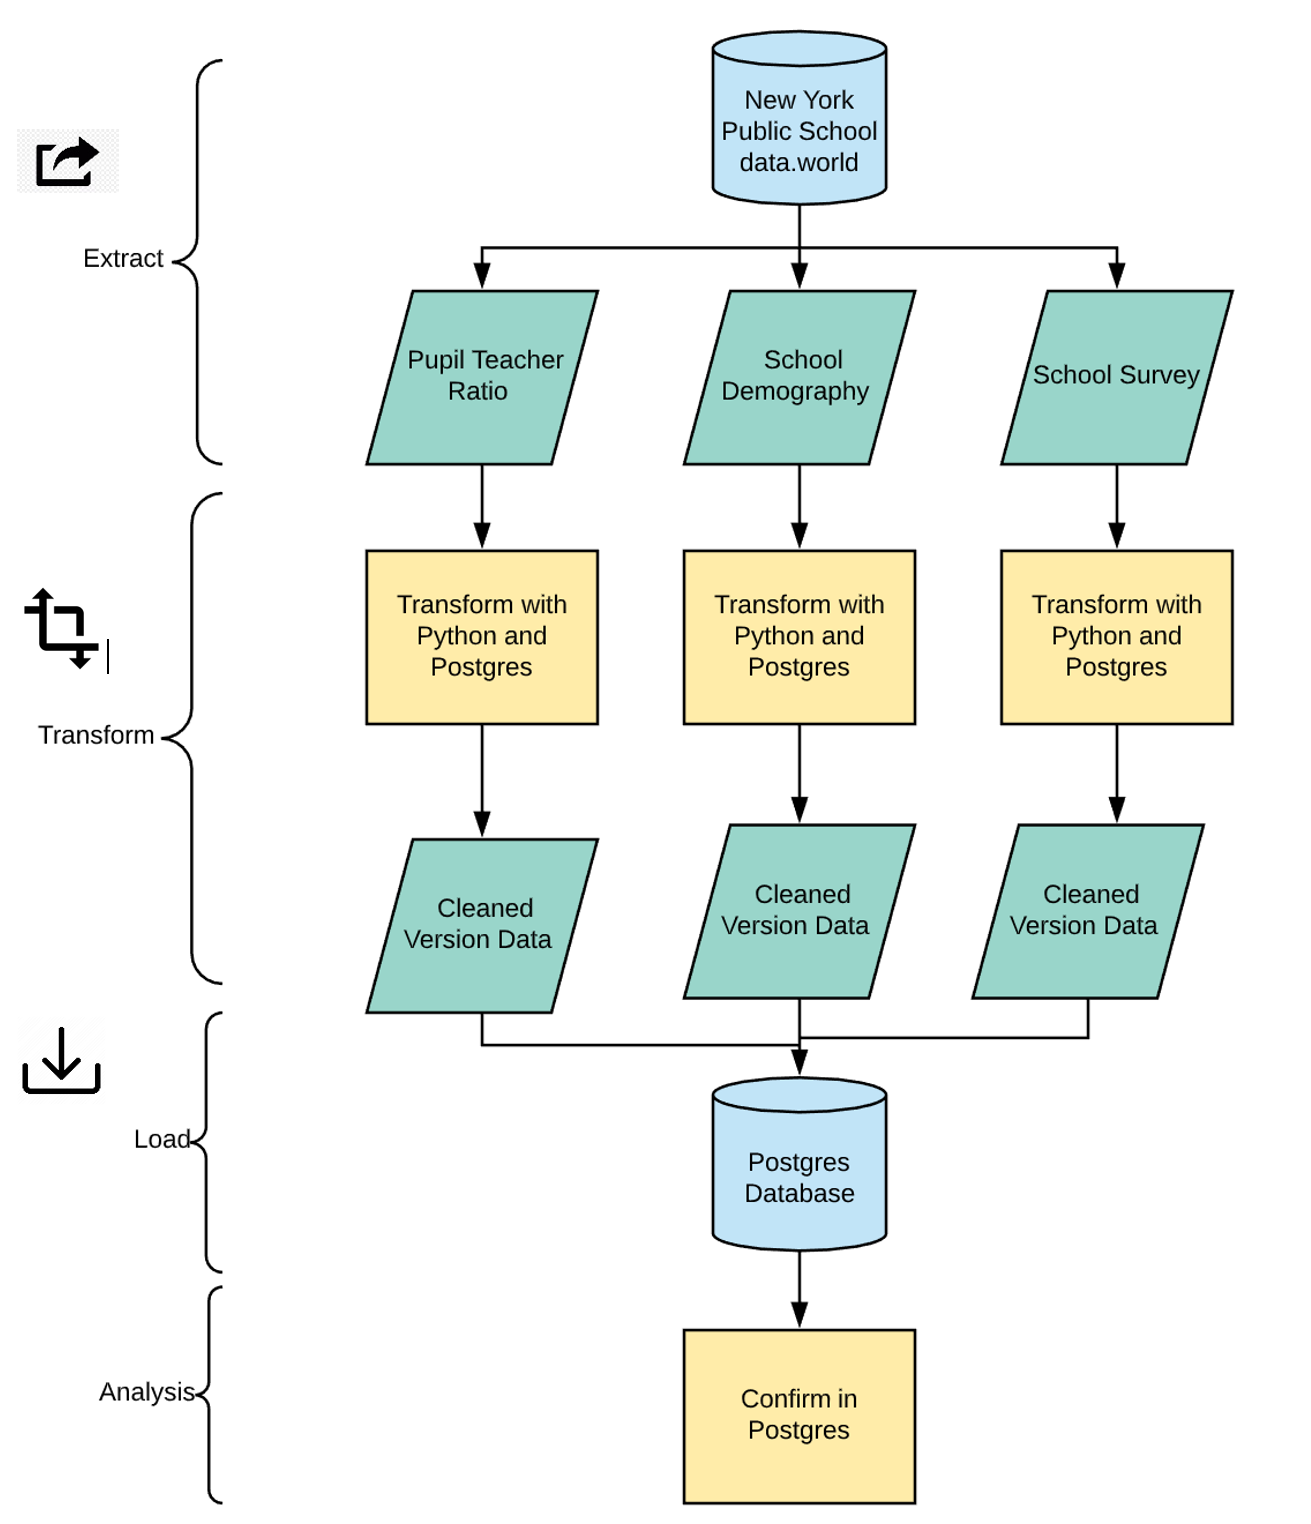 New York
Public School
data.world
Extract
Pupil Teacher
Ratio
School
Demography
School Survey
Transform with
Python and
Postgres
Transform with
Python and
Postgres
Transform with
Python and
Postgres
Transform
Cleaned
Version Data
Cleaned
Version Data
Cleaned
Version Data
Load
Postgres
Database
Analysis
Confirm in
Postgres